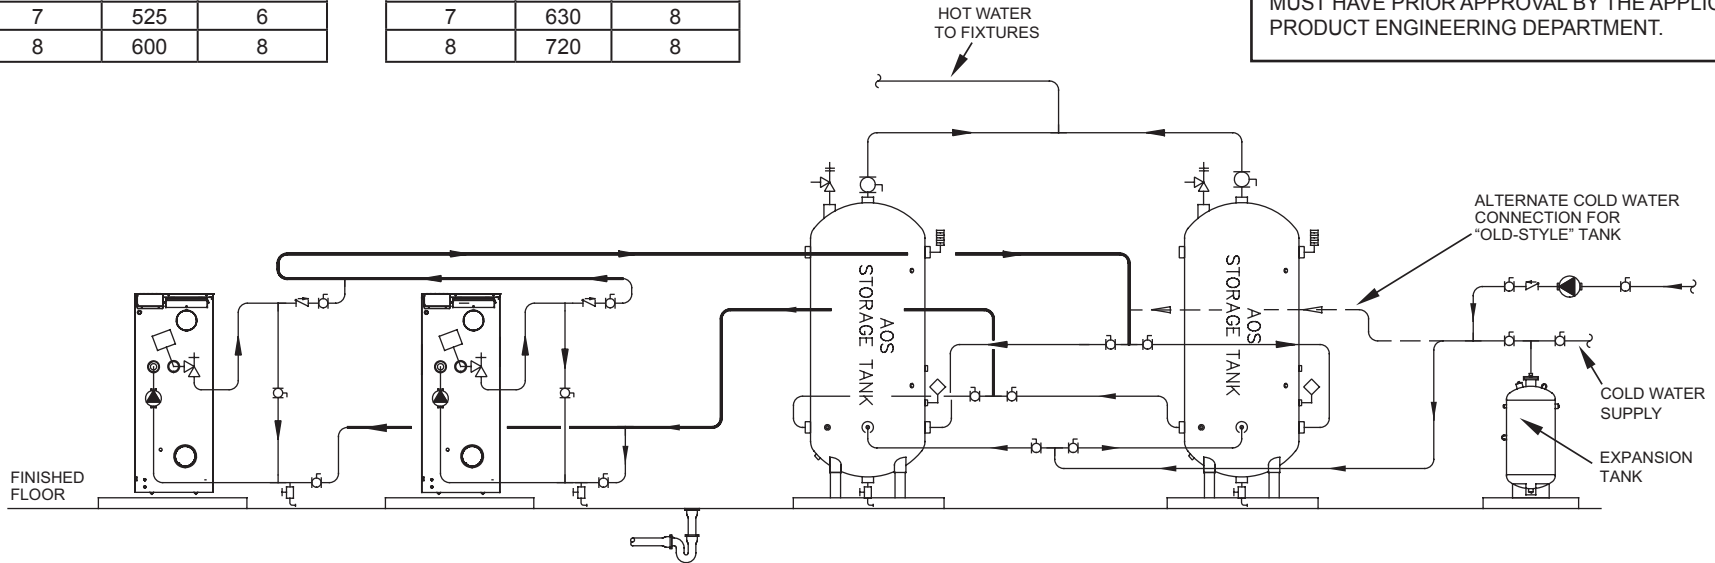 7 525 6
8 600 8
7 630 8
8 720 8
MUST HAVE PRIOR APPROVAL BY THE
PRODUCT ENGINEERING DEPARTMENT.
HOT WATER
TO FIXTURES
ALTERNATE COLD WATER
CONNECTION FOR
“OLD-STYLE” TANK
AOS
STORAGE TANK
AOS
STORAGE TANK
COLD WATER
SUPPLY
EXPANSION
TANK
FINISHED
FLOOR